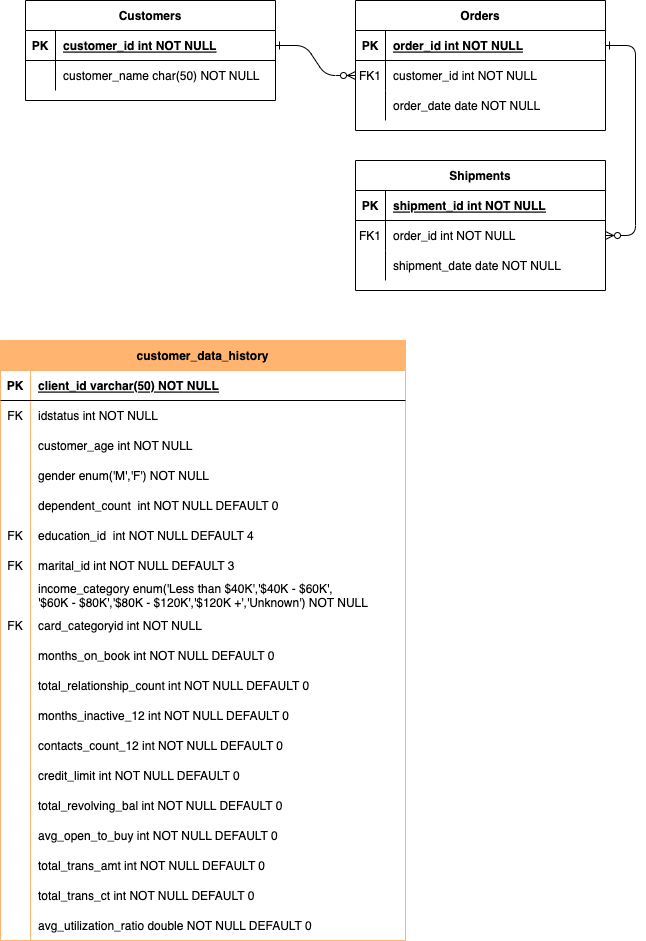 Customers
PK customer_id int NOT NULL
customer_name char(50) NOT NULL
Orders
PK order_id int NOT NULL
FK1 customer_id int NOT NULL
order_date date NOT NULL
Shipments
PK shipment_id int NOT NULL
FK1 order_id int NOT NULL
shipment_date date NOT NULL
customer_data_history
PK client_id varchar(50) NOT NULL
FK idstatus int NOT NULL
customer_age int NOT NULL
gender enum('M','F') NOT NULL
dependent_count  int NOT NULL DEFAULT 0
FK education_id  int NOT NULL DEFAULT 4
FK marital_id int NOT NULL DEFAULT 3
income_category enum('Less than $40K','$40K - $60K',
'$60K - $80K','$80K - $120K','$120K +','Unknown') NOT NULL
FK card_categoryid int NOT NULL
months_on_book int NOT NULL DEFAULT 0
total_relationship_count int NOT NULL DEFAULT 0
months_inactive_12 int NOT NULL DEFAULT 0
contacts_count_12 int NOT NULL DEFAULT 0
credit_limit int NOT NULL DEFAULT 0
total_revolving_bal int NOT NULL DEFAULT 0
avg_open_to_buy int NOT NULL DEFAULT 0
total_trans_amt int NOT NULL DEFAULT 0
total_trans_ct int NOT NULL DEFAULT 0
avg_utilization_ratio double NOT NULL DEFAULT 0